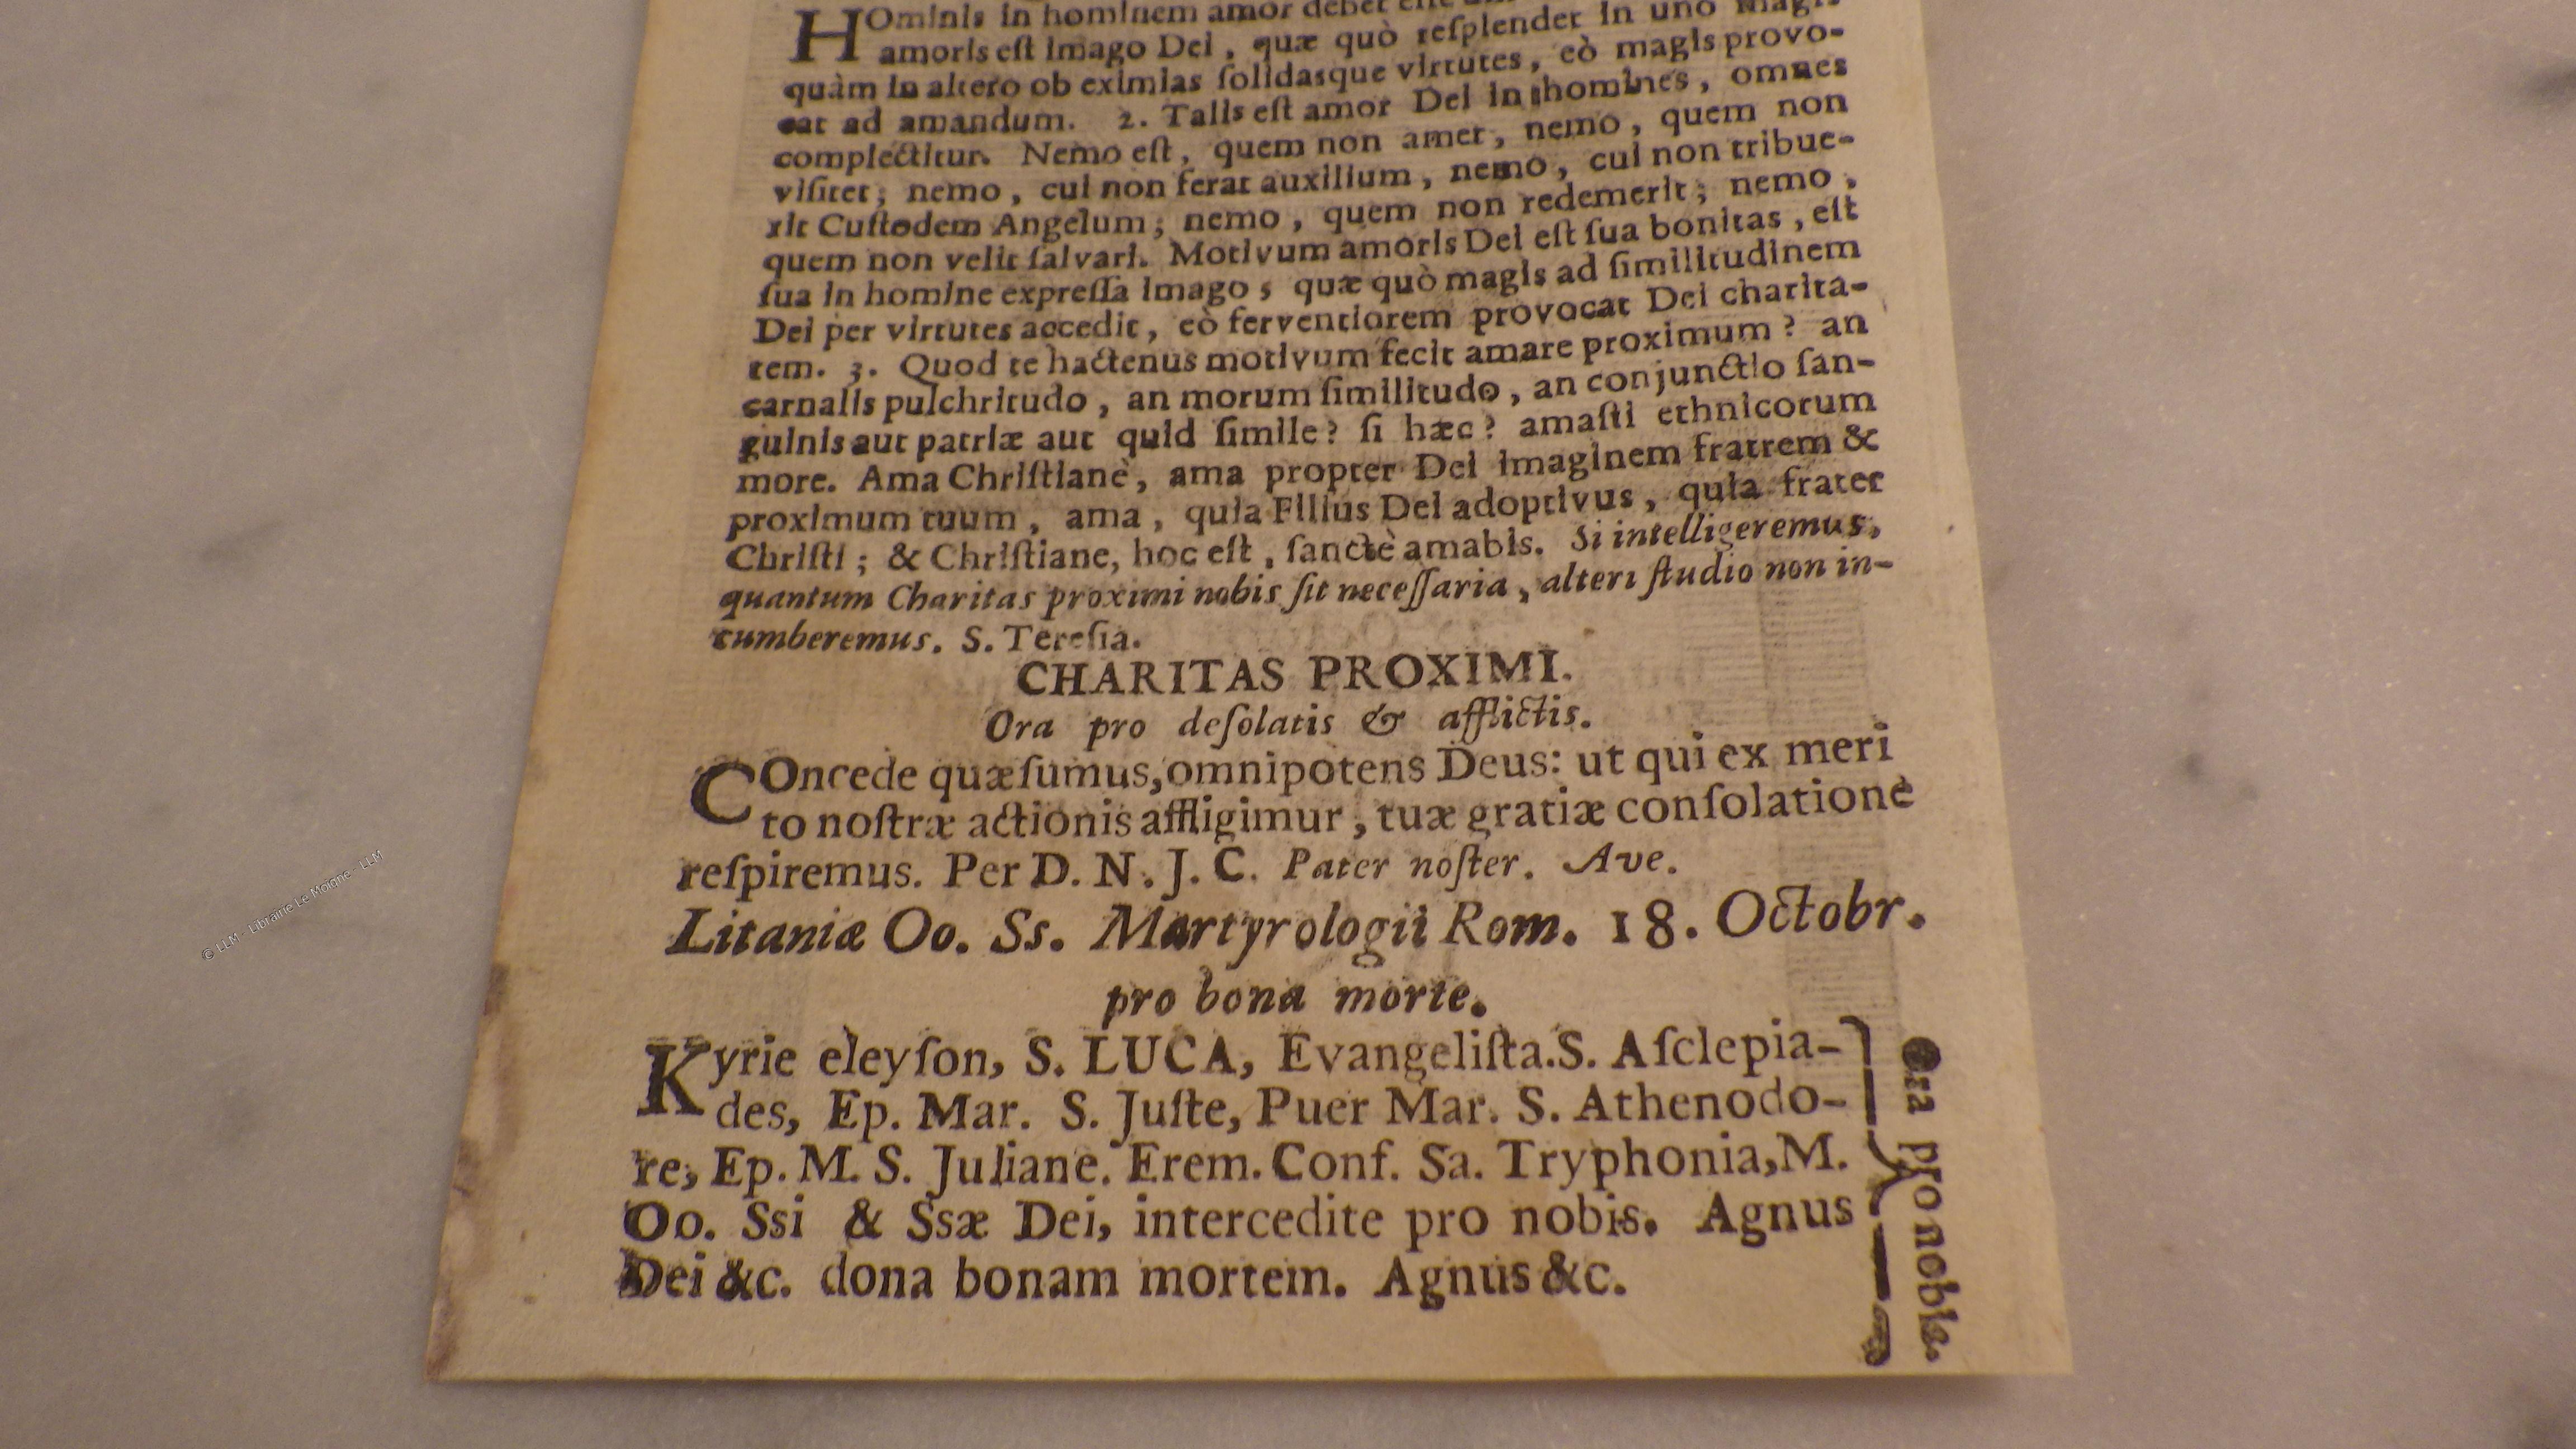 HOminis in hominem amor debet
amoris est imago Dei, quæ quò resplendet in uno magis
quàm in altero ob eximias solidasque virtutes, eò magis provo-
cat ad amandum. 2. Talis est amor Dei in homines, omnes
complectitur. Nemo est, quem non amet, nemo, quem non
visitet; nemo, cui non ferat auxilium, nemo, cui non tribue-
rit Custodem Angelum; nemo, quem non redemerit; nemo,
quem non velit salvari. Motivum amoris Dei est sua bonitas, est
sua in homine expressa imago; quæ quò magis ad similitudinem
Dei per virtutes accedit, eò ferventiorem provocat Dei charita-
tem. 3. Quod te hactenus motivum fecit amare proximum? an
carnalis pulchritudo, an morum similitudo, an conjunctio san-
guinis aut patriæ aut quid simile? si hæc? amasti ethnicorum
more. Ama Christianè, ama propter Dei imaginem fratrem &
proximum tuum, ama, quia Filius Dei adoptivus, quia frater
Christi; & Christiane, hoc est, sanctè amabis. Si intelligeremus,
quantum Charitas proximi nobis sit necessaria, alteri studio non in-
cumberemus. S. Teresia.
CHARITAS PROXIMI.
Ora pro desolatis & afflictis.
COncede quæsumus, omnipotens Deus: ut qui ex meri
to nostræ actionis affligimur, tuæ gratiæ consolatione
respiremus. Per D. N. J. C. Pater noster. Ave.
Litaniæ Oo. Ss. Martyrologii Rom. 18. Octobr.
pro bona morte.
Kyrie eleyson, S. LUCA, Evangelista. S. Asclepia-
des, Ep. Mar. S. Juste, Puer Mar. S. Athenodo-
re, Ep. M. S. Juliane. Erem. Conf. Sa. Tryphonia, M.
Oo. Ssi & Ssæ Dei, intercedite pro nobis. Agnus
Dei &c. dona bonam mortem. Agnus &c.
Ora pro nobis.
© LLM - Librairie Le Moigne - LLM